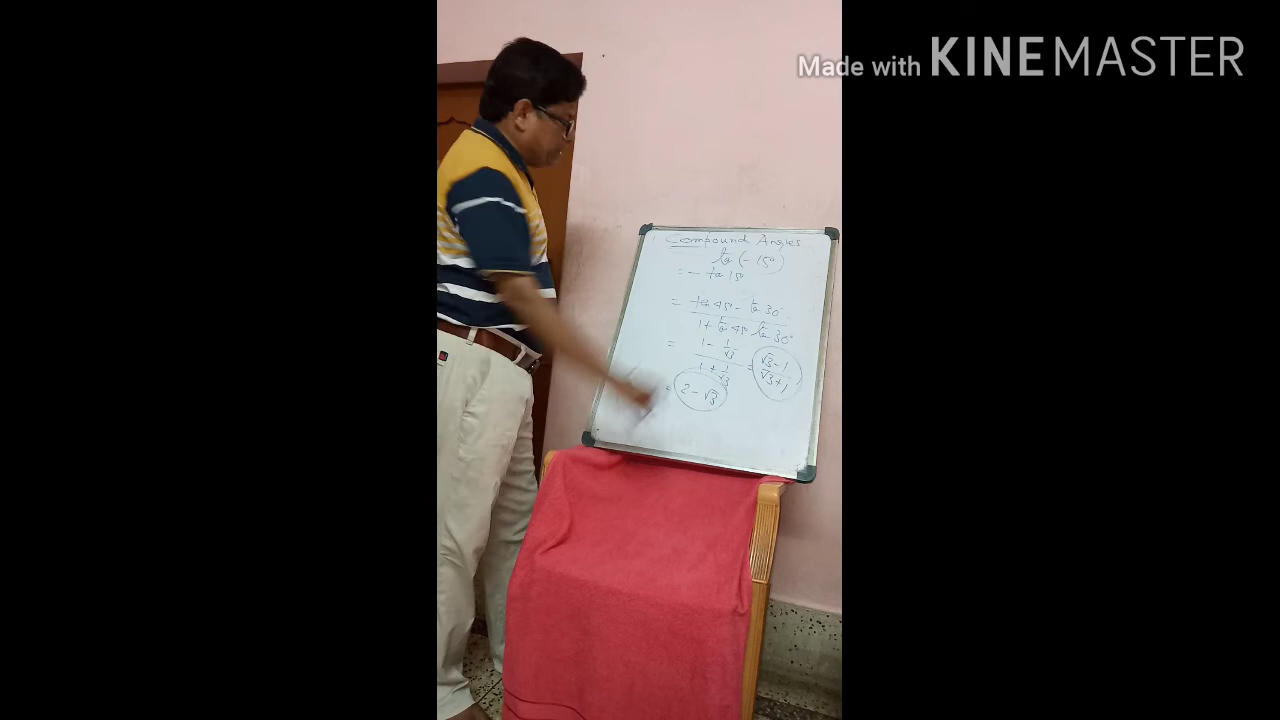 Made with KINEMASTER
Compound Angles
tan (-15°)
= - tan 15°
= tan 45° - tan 30°
1 + tan 45° tan 30°
= 1 - 1/√3
1 + 1/√3
= √3 - 1
√3 + 1
= 2 - √3